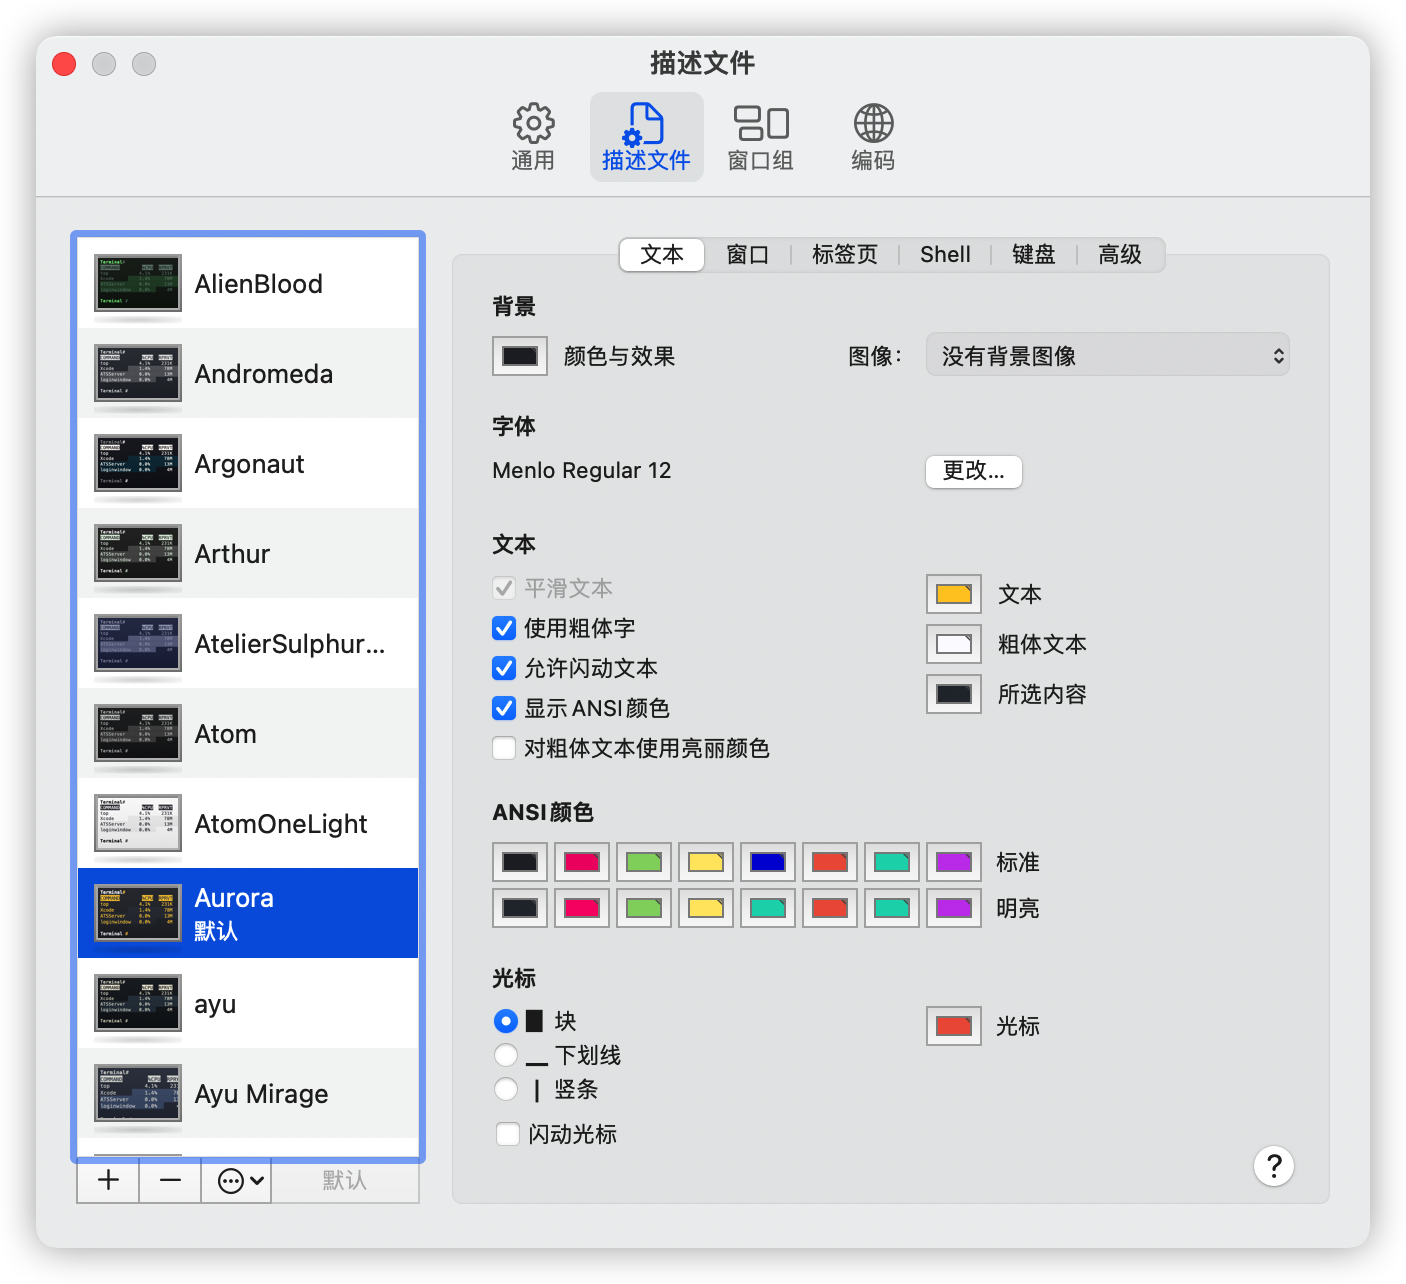 描述文件
通用
描述文件
窗口组
编码
AlienBlood
Andromeda
Argonaut
Arthur
AtelierSulphur...
Atom
AtomOneLight
Aurora
默认
ayu
Ayu Mirage
默认
文本
窗口
标签页
Shell
键盘
高级
背景
颜色与效果
图像：
没有背景图像
字体
Menlo Regular 12
更改...
文本
平滑文本
使用粗体字
允许闪动文本
显示 ANSI 颜色
对粗体文本使用亮丽颜色
文本
粗体文本
所选内容
ANSI 颜色
标准
明亮
光标
块
下划线
竖条
闪动光标
光标
?